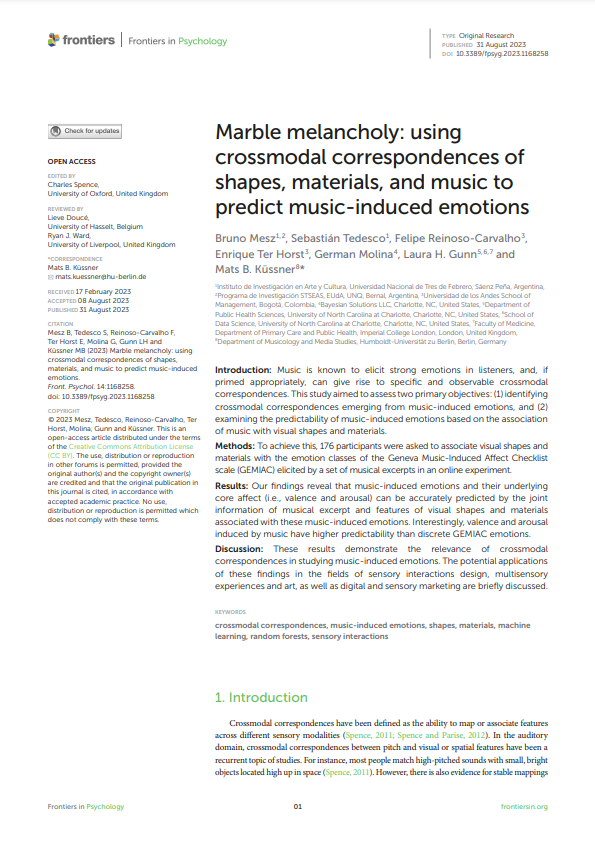 frontiers | Frontiers in Psychology
TYPE Original Research
PUBLISHED 31 August 2023
DOI 10.3389/fpsyg.2023.1168258
Check for updates
OPEN ACCESS
EDITED BY
Charles Spence,
University of Oxford, United Kingdom
REVIEWED BY
Lieve Doucé,
University of Hasselt, Belgium
Ryan J. Ward,
University of Liverpool, United Kingdom
*CORRESPONDENCE
Mats B. Küssner
mats.kuessner@hu-berlin.de
RECEIVED 17 February 2023
ACCEPTED 08 August 2023
PUBLISHED 31 August 2023
CITATION
Mesz B, Tedesco S, Reinoso-Carvalho F,
Ter Horst E, Molina G, Gunn LH and
Küssner MB (2023) Marble melancholy: using
crossmodal correspondences of shapes,
materials, and music to predict music-induced
emotions.
Front. Psychol. 14:1168258.
doi: 10.3389/fpsyg.2023.1168258
COPYRIGHT
© 2023 Mesz, Tedesco, Reinoso-Carvalho, Ter
Horst, Molina, Gunn and Küssner. This is an
open-access article distributed under the terms
of the Creative Commons Attribution License
(CC BY). The use, distribution or reproduction
in other forums is permitted, provided the
original author(s) and the copyright owner(s)
are credited and that the original publication in
this journal is cited, in accordance with
accepted academic practice. No use,
distribution or reproduction is permitted which
does not comply with these terms.
Marble melancholy: using
crossmodal correspondences of
shapes, materials, and music to
predict music-induced emotions
Bruno Mesz1,2, Sebastián Tedesco1, Felipe Reinoso-Carvalho3,
Enrique Ter Horst3, German Molina4, Laura H. Gunn5,6,7 and
Mats B. Küssner8*
1Instituto de Investigación en Arte y Cultura, Universidad Nacional de Tres de Febrero, Sáenz Peña, Argentina,
2Programa de Investigación STSEAS, EUdA, UNQ, Bernal, Argentina, 3Universidad de los Andes School of
Management, Bogotá, Colombia, 4Bayesian Solutions LLC, Charlotte, NC, United States, 5Department of
Public Health Sciences, University of North Carolina at Charlotte, Charlotte, NC, United States, 6School of
Data Science, University of North Carolina at Charlotte, Charlotte, NC, United States, 7Faculty of Medicine,
Department of Primary Care and Public Health, Imperial College London, London, United Kingdom,
8Department of Musicology and Media Studies, Humboldt-Universität zu Berlin, Berlin, Germany
Introduction: Music is known to elicit strong emotions in listeners, and, if
primed appropriately, can give rise to specific and observable crossmodal
correspondences. This study aimed to assess two primary objectives: (1) identifying
crossmodal correspondences emerging from music-induced emotions, and (2)
examining the predictability of music-induced emotions based on the association
of music with visual shapes and materials.
Methods: To achieve this, 176 participants were asked to associate visual shapes and
materials with the emotion classes of the Geneva Music-Induced Affect Checklist
scale (GEMIAC) elicited by a set of musical excerpts in an online experiment.
Results: Our findings reveal that music-induced emotions and their underlying
core affect (i.e., valence and arousal) can be accurately predicted by the joint
information of musical excerpt and features of visual shapes and materials
associated with these music-induced emotions. Interestingly, valence and arousal
induced by music have higher predictability than discrete GEMIAC emotions.
Discussion: These results demonstrate the relevance of crossmodal
correspondences in studying music-induced emotions. The potential applications
of these findings in the fields of sensory interactions design, multisensory
experiences and art, as well as digital and sensory marketing are briefly discussed.
KEYWORDS
crossmodal correspondences, music-induced emotions, shapes, materials, machine
learning, random forests, sensory interactions
1. Introduction
Crossmodal correspondences have been defined as the ability to map or associate features
across different sensory modalities (Spence, 2011; Spence and Parise, 2012). In the auditory
domain, crossmodal correspondences between pitch and visual or spatial features have been a
recurrent topic of studies. For instance, most people match high-pitched sounds with small, bright
objects located high up in space (Spence, 2011). However, there is also evidence for stable mappings
Frontiers in Psychology
01
frontiersin.org